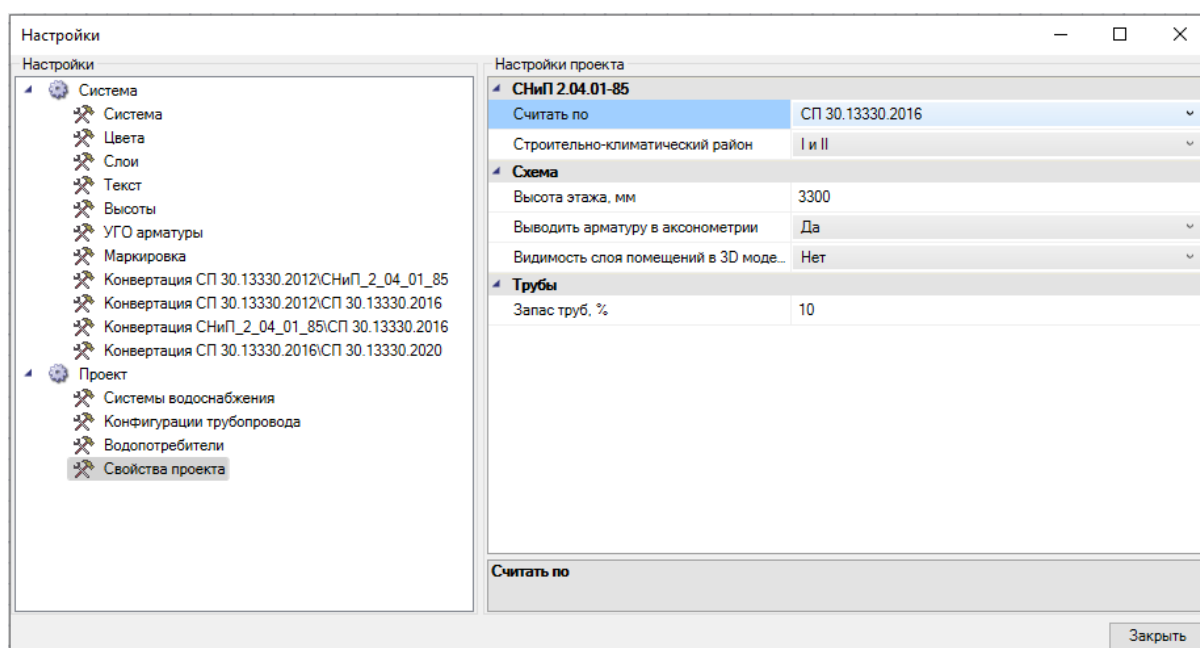 Настройки
Настройки
Система
Система
Цвета
Слои
Текст
Высоты
УГО арматуры
Маркировка
Конвертация СП 30.13330.2012\СНиП_2_04_01_85
Конвертация СП 30.13330.2012\СП 30.13330.2016
Конвертация СНиП_2_04_01_85\СП 30.13330.2016
Конвертация СП 30.13330.2016\СП 30.13330.2020
Проект
Системы водоснабжения
Конфигурации трубопровода
Водопотребители
Свойства проекта
Настройки проекта
СНиП 2.04.01-85
Считать по СП 30.13330.2016
Строительно-климатический район I и II
Схема
Высота этажа, мм 3300
Выводить арматуру в аксонометрии Да
Видимость слоя помещений в 3D моде... Нет
Трубы
Запас труб, % 10
Считать по
Закрыть